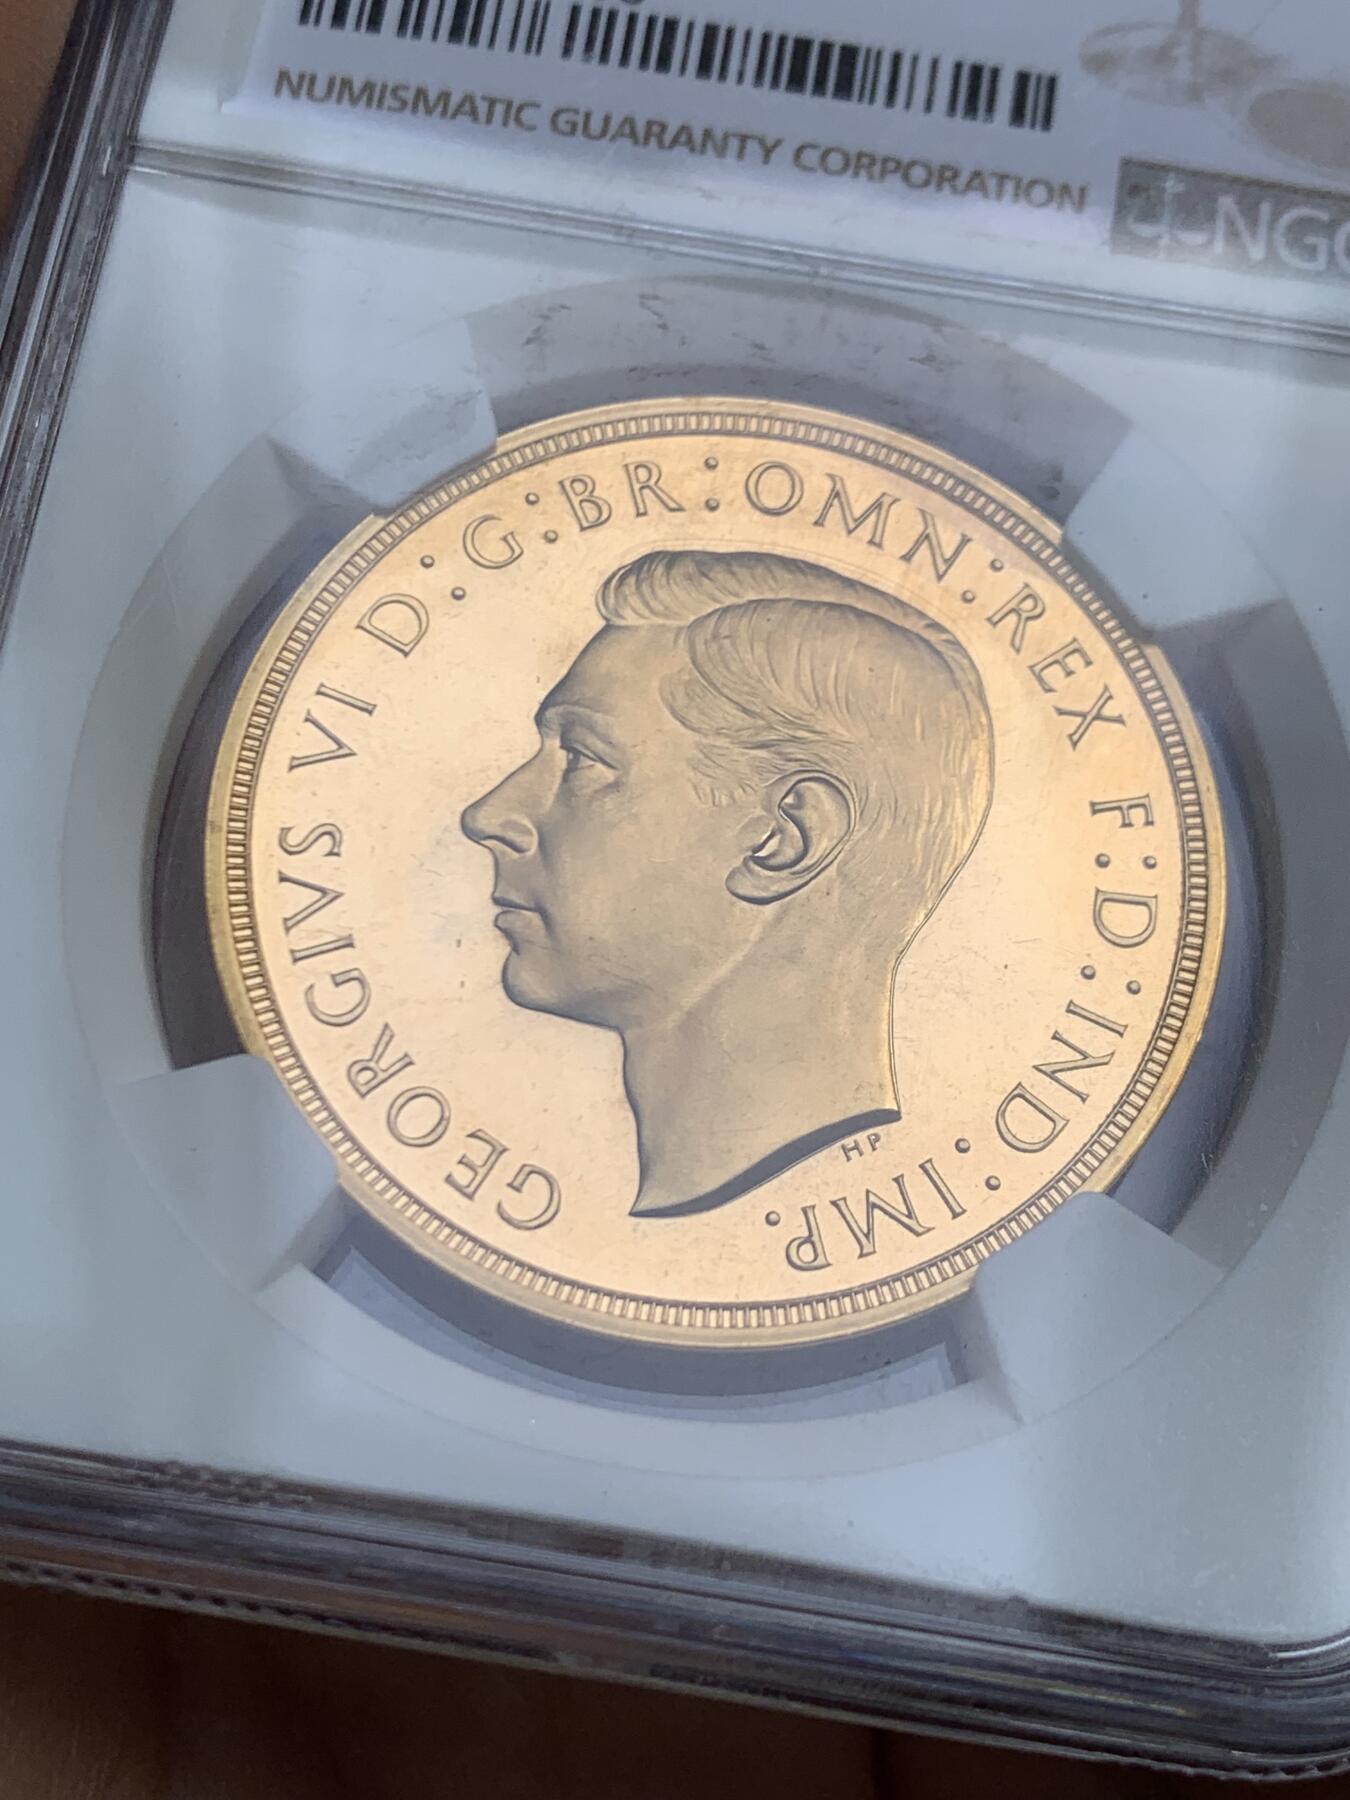 NUMISMATIC GUARANTY CORPORATION
NGC
GEORGIVS VI D:G:BR:OMN:REX F:D:IND:IMP.
HP